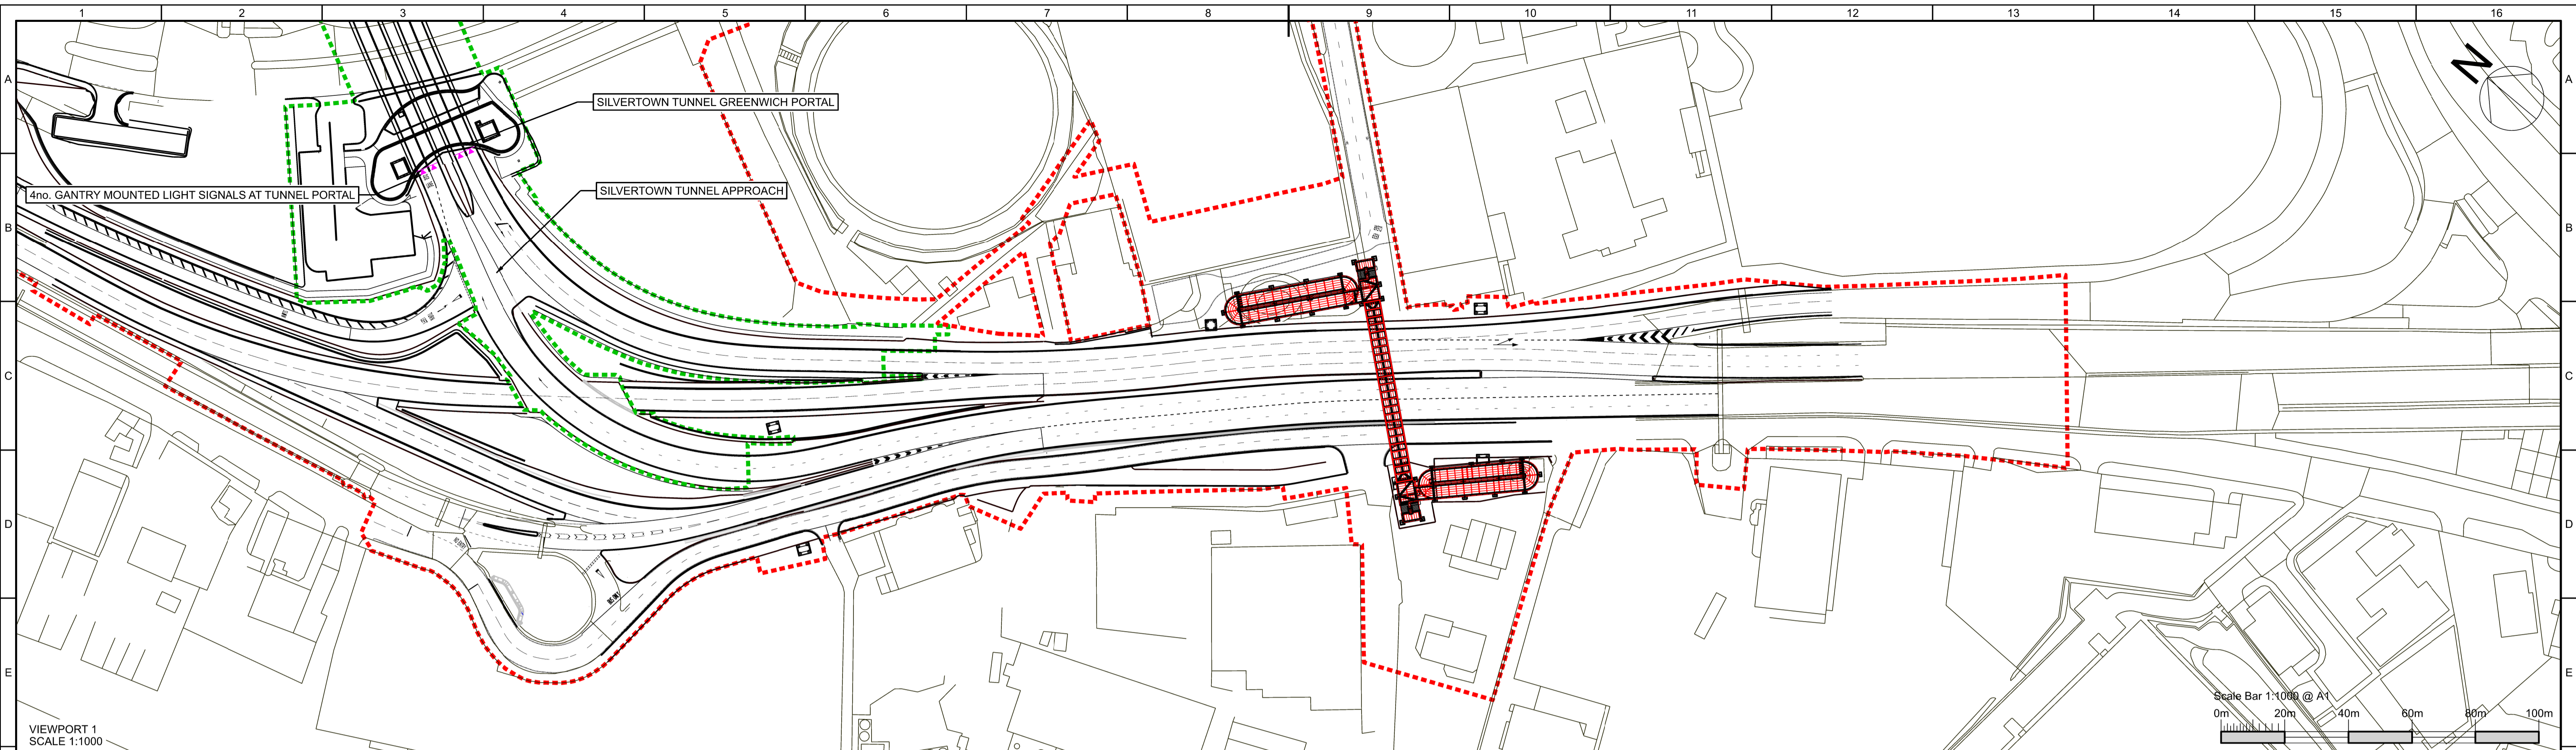 1 2 3 4 5 6 7 8 9 10 11 12 13 14 15 16
A A
N
SILVERTOWN TUNNEL GREENWICH PORTAL
SILVERTOWN TUNNEL APPROACH
4no. GANTRY MOUNTED LIGHT SIGNALS AT TUNNEL PORTAL
B B
C C
D D
E E
Scale Bar 1:1000 @ A1
0m 20m 40m 60m 80m 100m
VIEWPORT 1
SCALE 1:1000